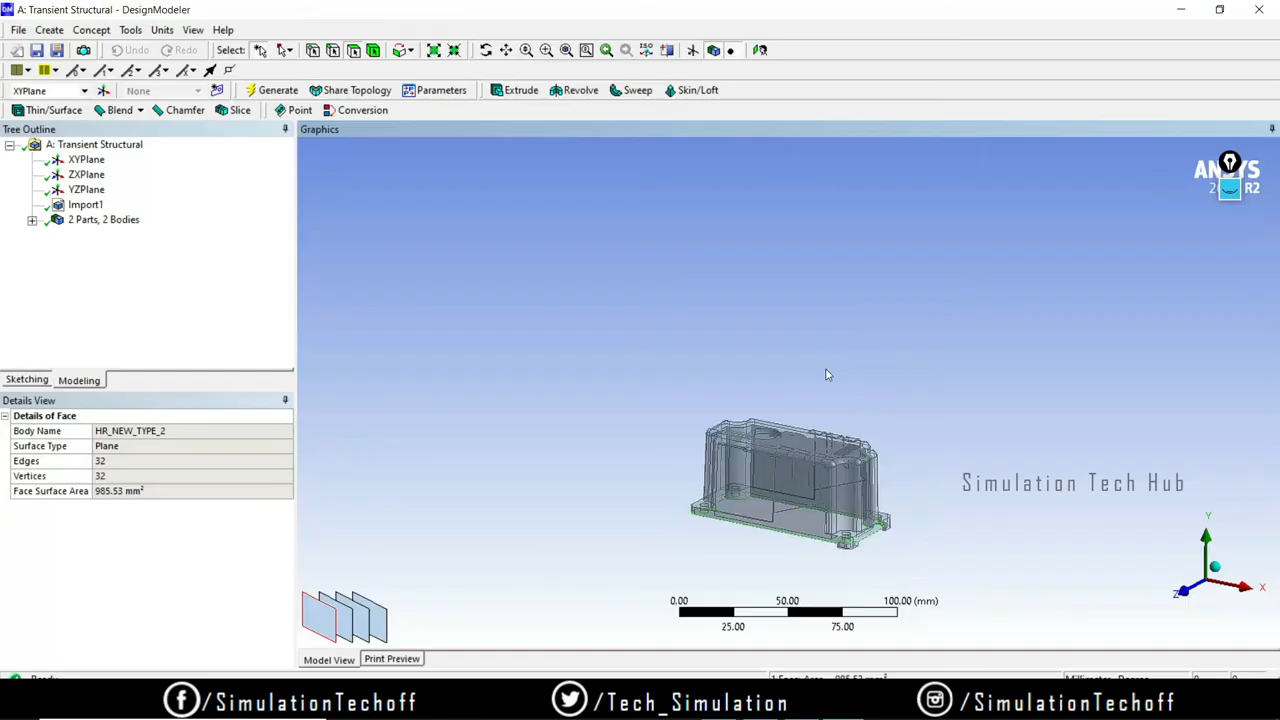 A: Transient Structural - DesignModeler
File Create Concept Tools Units View Help
Undo Redo Select:
XYPlane None Generate Share Topology Parameters Extrude Revolve Sweep Skin/Loft
Thin/Surface Blend Chamfer Slice Point Conversion
Tree Outline
Graphics
A: Transient Structural
XYPlane
ZXPlane
YZPlane
Import1
2 Parts, 2 Bodies
R2
Sketching Modeling
Details View
Details of Face
Body Name HR_NEW_TYPE_2
Surface Type Plane
Edges 32
Vertices 32
Face Surface Area 985.53 mm²
Simulation Tech Hub
Y
X
Z
0.00 50.00 100.00 (mm)
25.00 75.00
Model View Print Preview
/SimulationTechoff /Tech_Simulation /SimulationTechoff